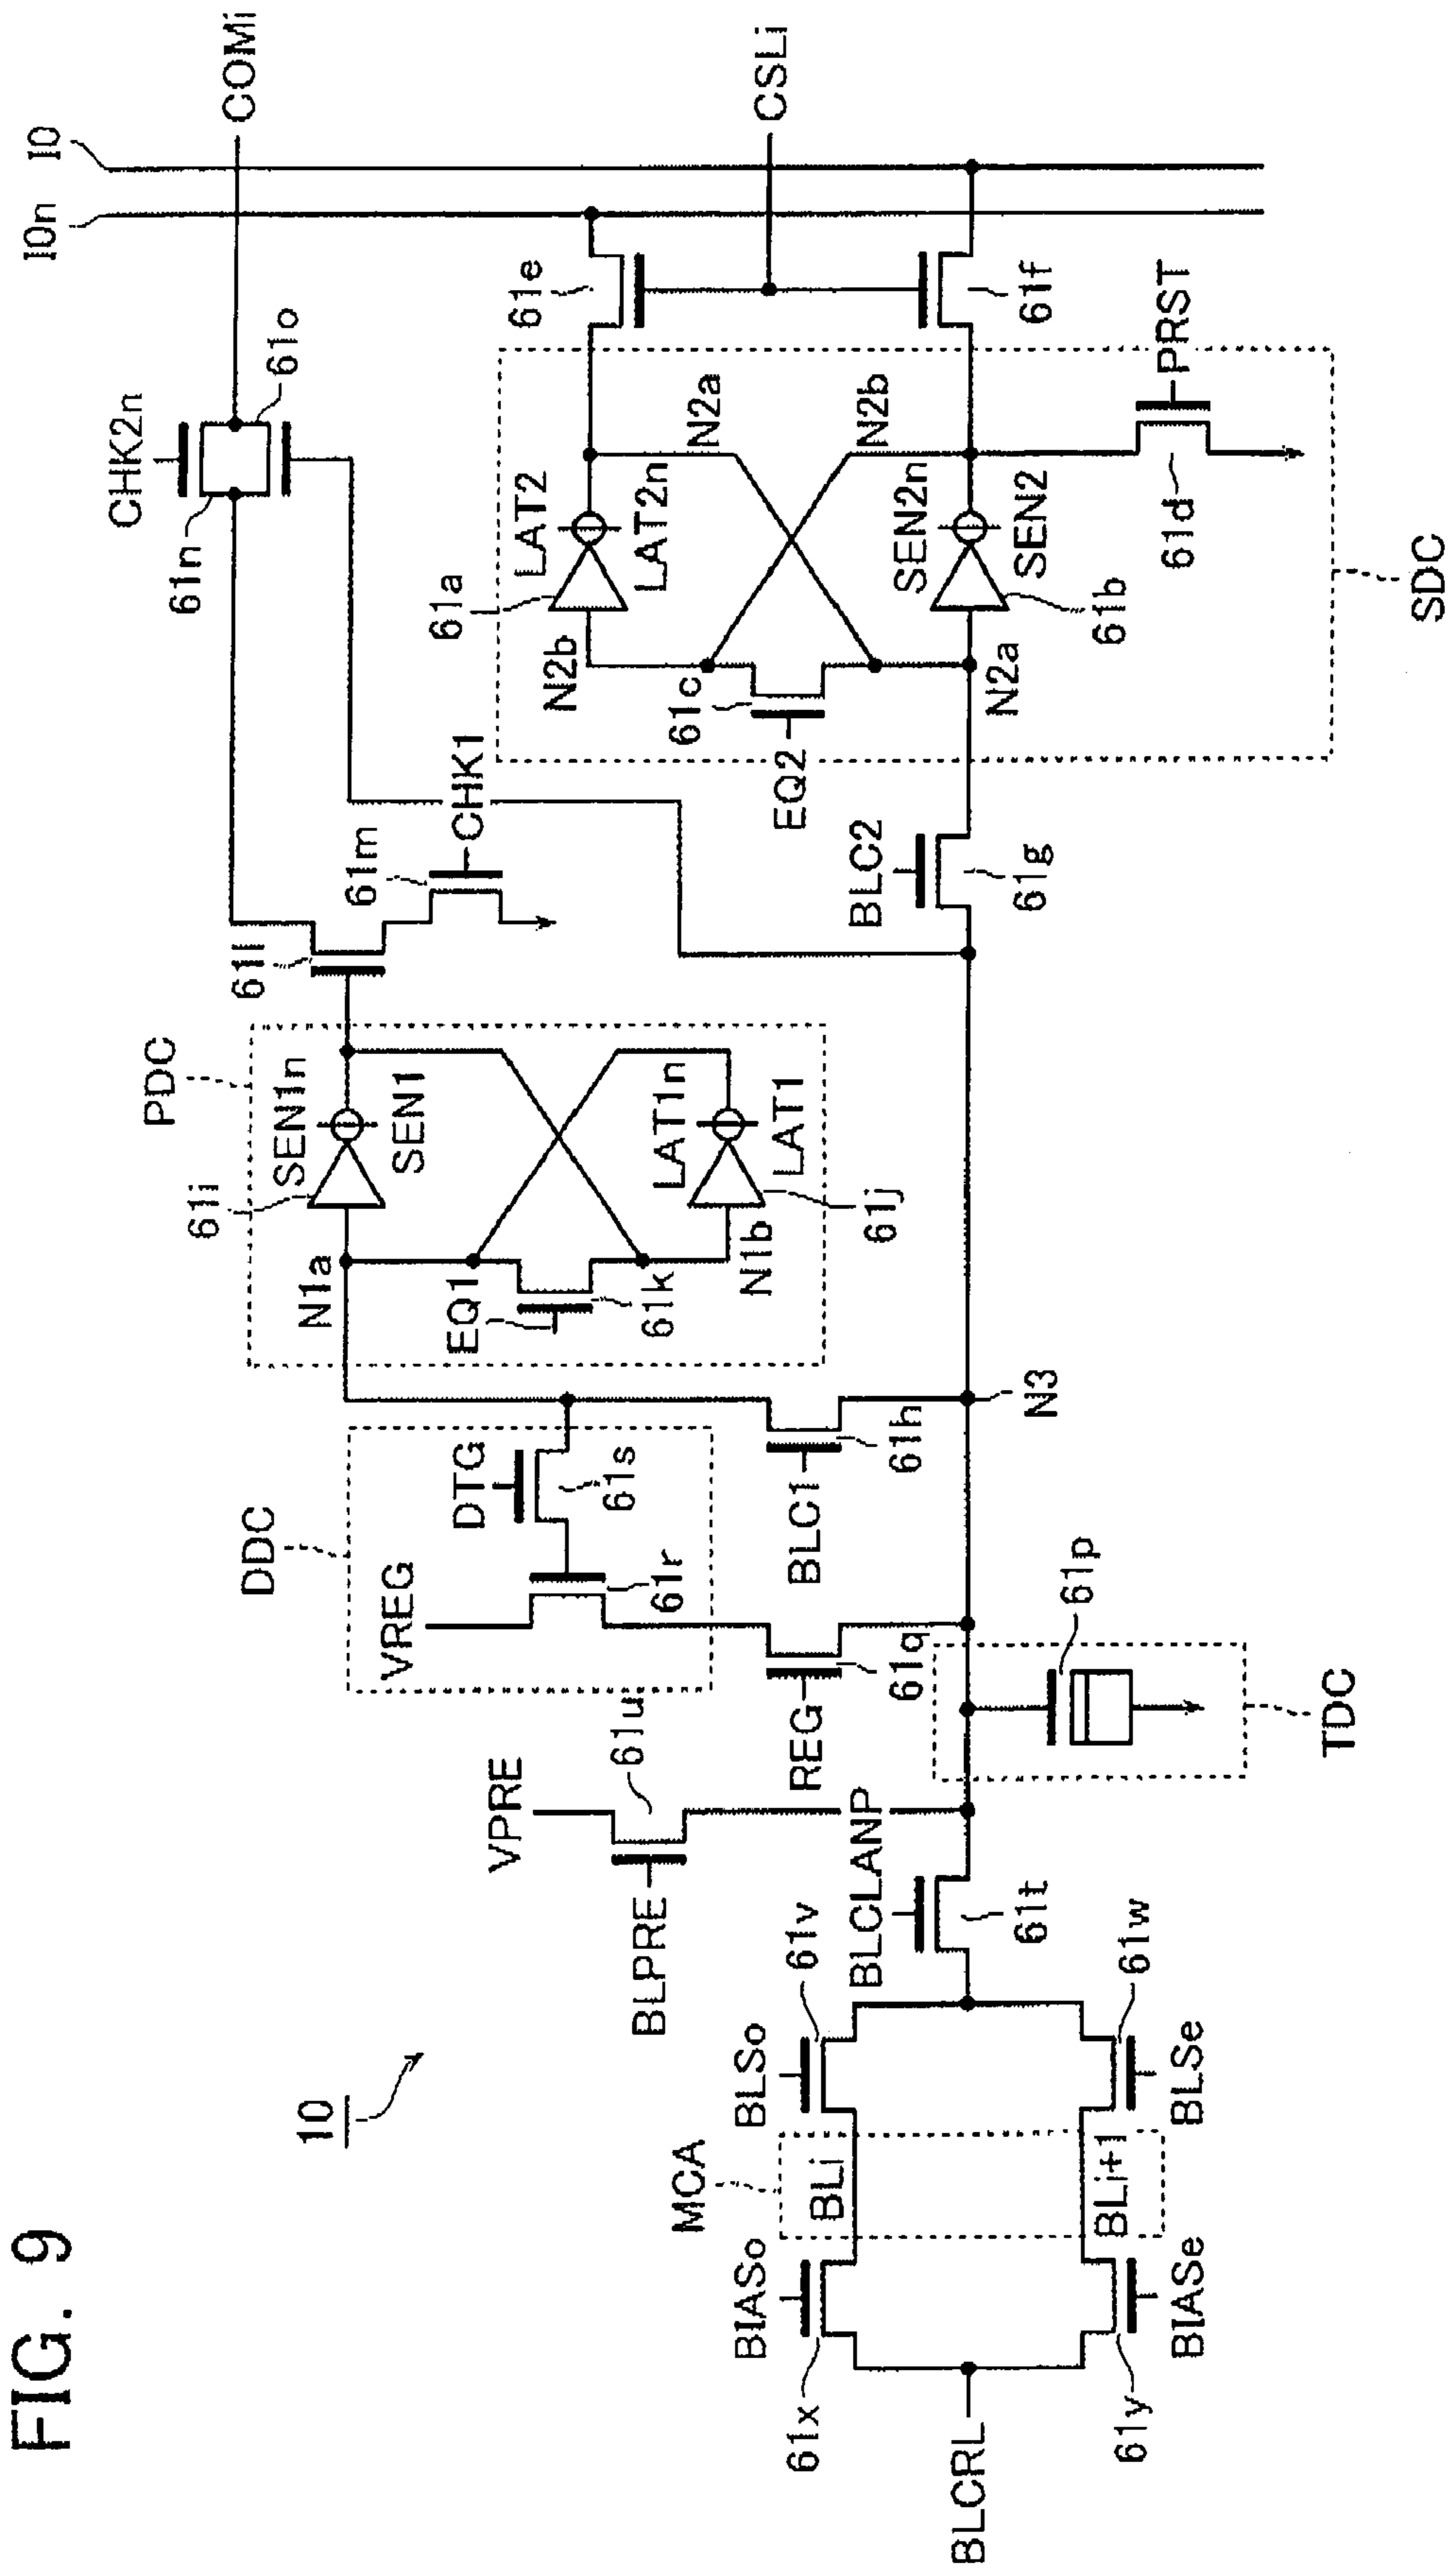 FIG. 9
IOn
IO
CHK2n
PDC
61n
61i
COMi
61l
DDC
61o
SEN1n
10
N1a
61m
VREG
SEN1
61a
DTG
EQ1
CHK1
VPRE
61e
LAT2
N2b
61s
61u
BLPRE
LAT2n
61r
61k
LAT1n
MCA
61c
N2a
BIASo
BLSo
N1b
CSLi
LAT1
EQ2
61x
61v
REG
BLC1
BLi
BLCLANP
BLC2
N2b
61j
61q
61h
SEN2n
BLCRL
N2a
61t
61g
SEN2
61f
N3
61p
BLi+1
61b
61y
61w
PRST
61d
BIASe
BLSe
TDC
SDC